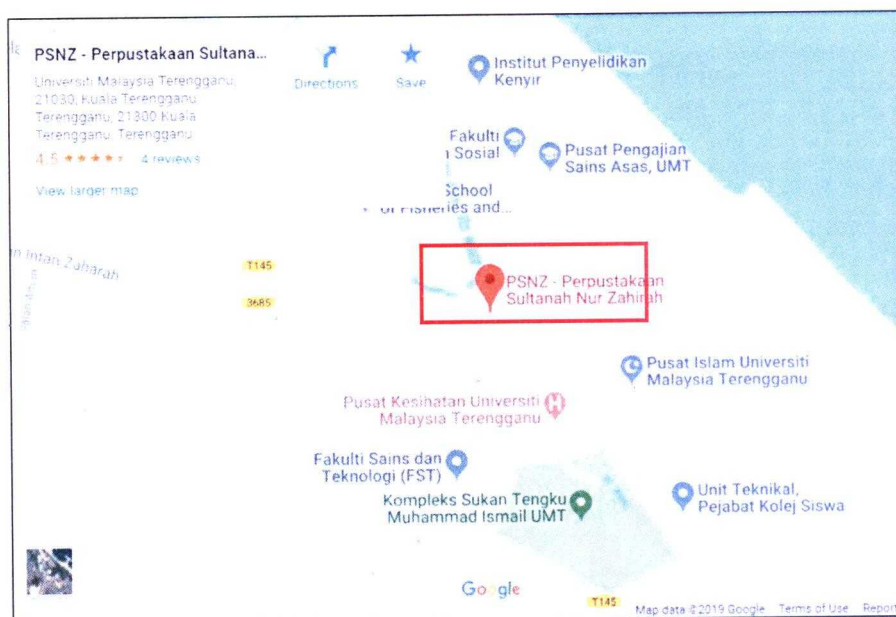 PSNZ - Perpustakaan Sultana...
Universiti Malaysia Terengganu,
21030, Kuala Terengganu
Terengganu, 21300 Kuala
Terengganu, Terengganu
4.5 4 reviews
View larger map
Directions
Save
Institut Penyelidikan
Kenyir
Fakulti
Sosial
Pusat Pengajian
Sains Asas, UMT
School
of Fisheries and...
n Intan Zaharah
T145
3685
PSNZ - Perpustakaan
Sultanah Nur Zahirah
Pusat Islam Universiti
Malaysia Terengganu
Pusat Kesihatan Universiti
Malaysia Terengganu
H
Fakulti Sains dan
Teknologi (FST)
Kompleks Sukan Tengku
Muhammad Ismail UMT
Unit Teknikal,
Pejabat Kolej Siswa
Google
T145
Map data ©2019 Google Terms of Use Report